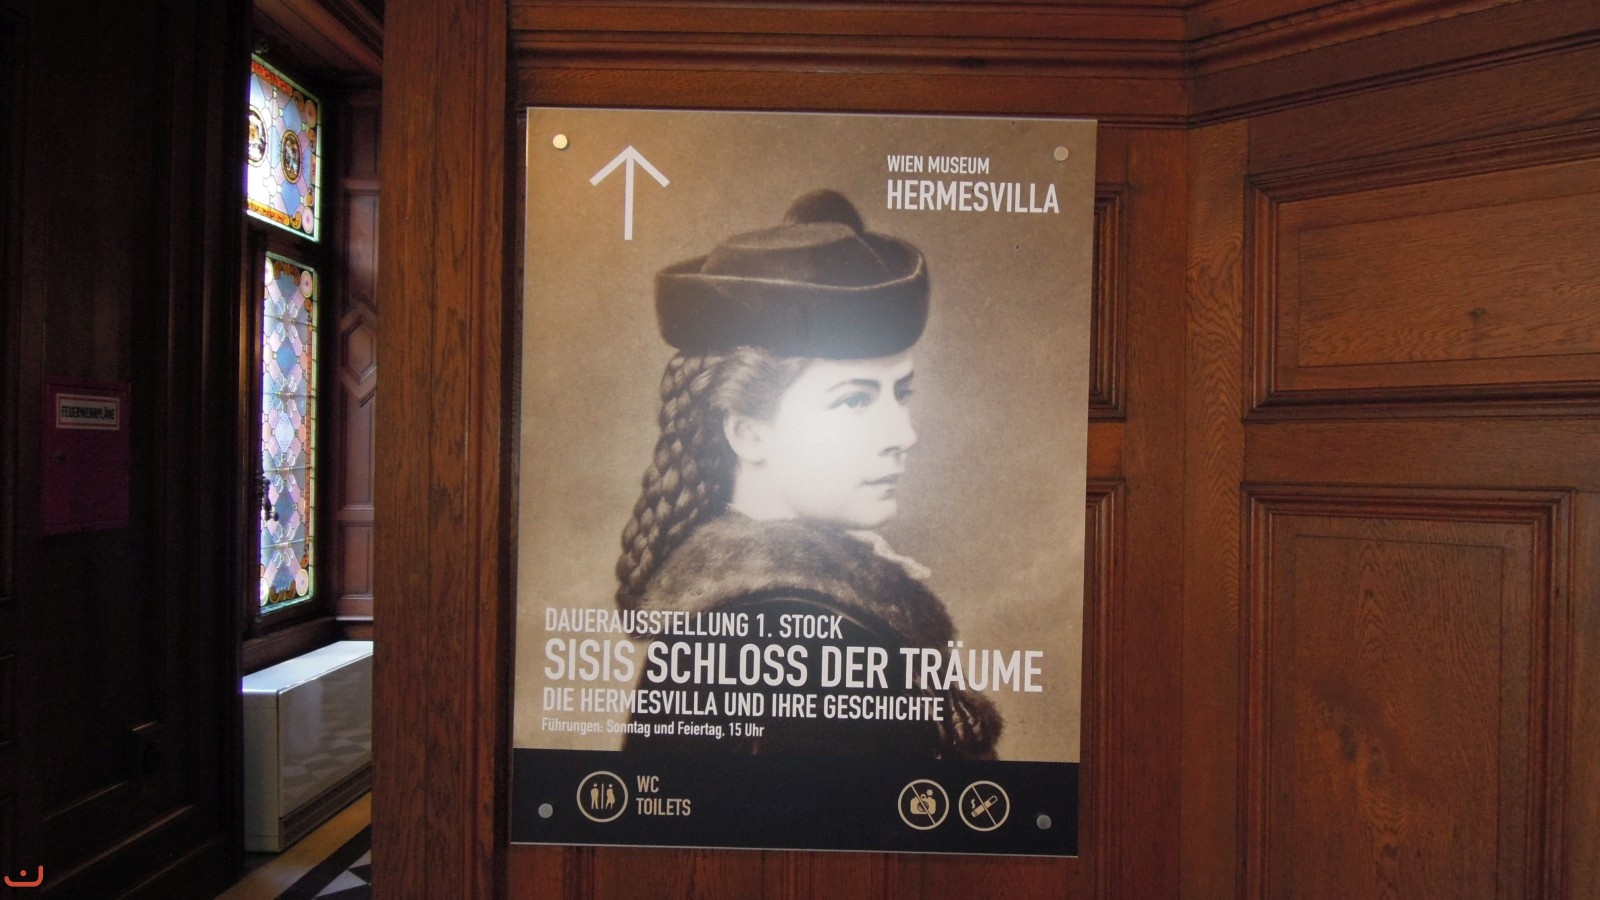 FEUERWEHRPLÄNE
WIEN MUSEUM
HERMESVILLA
DAUERAUSSTELLUNG 1. STOCK
SISIS SCHLOSS DER TRÄUME
DIE HERMESVILLA UND IHRE GESCHICHTE
Führungen: Sonntag und Feiertag, 15 Uhr
WC
TOILETS